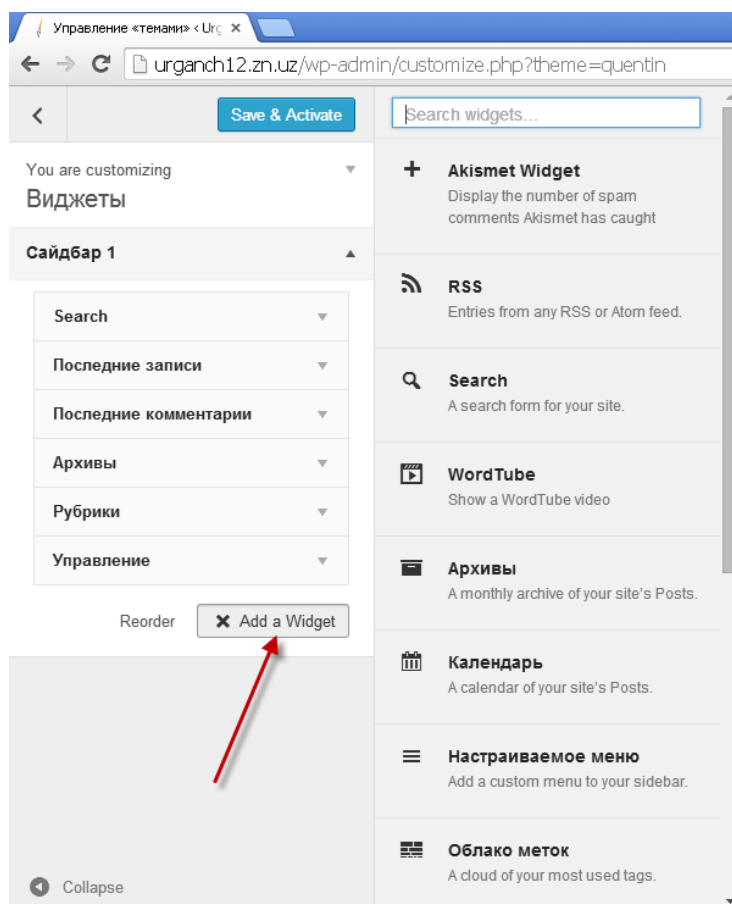 Управление «темами» ‹ Urg
urganch12.zn.uz/wp-admin/customize.php?theme=quentin
Save & Activate
You are customizing
Виджеты
Сайдбар 1
Search
Последние записи
Последние комментарии
Архивы
Рубрики
Управление
Reorder
Add a Widget
Collapse
Search widgets...
Akismet Widget
Display the number of spam
comments Akismet has caught
RSS
Entries from any RSS or Atom feed.
Search
A search form for your site.
WordTube
Show a WordTube video
Архивы
A monthly archive of your site's Posts.
Календарь
A calendar of your site's Posts.
Настраиваемое меню
Add a custom menu to your sidebar.
Облако меток
A cloud of your most used tags.